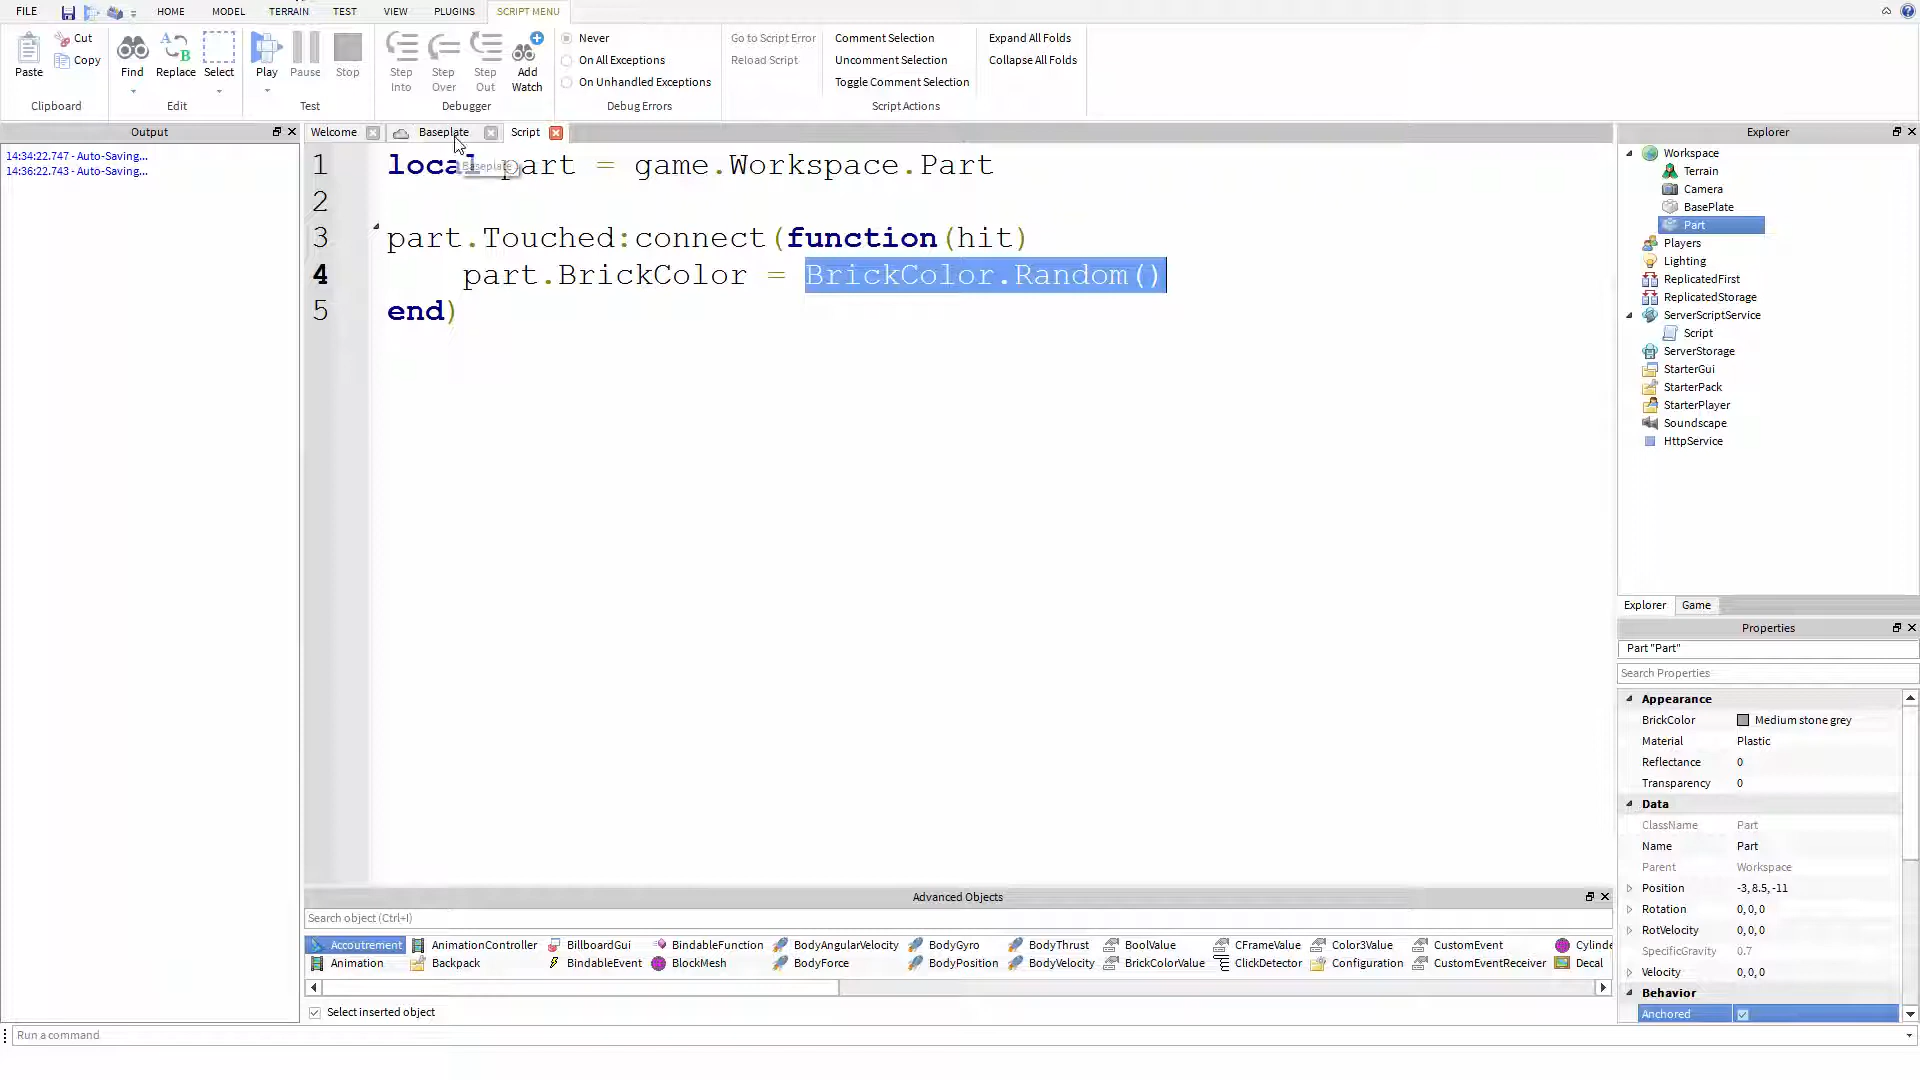 FILE HOME MODEL TERRAIN TEST VIEW PLUGINS SCRIPT MENU
Paste Cut Copy Clipboard
Find Replace Select Edit
Play Pause Stop Test
Step Into Step Over Step Out Add Watch Debugger
Never
On All Exceptions
On Unhandled Exceptions
Debug Errors
Go to Script Error
Reload Script
Comment Selection
Uncomment Selection
Toggle Comment Selection
Expand All Folds
Collapse All Folds
Script Actions
Output
14:34:22.747 - Auto-Saving...
14:36:22.743 - Auto-Saving...
Welcome Baseplate Script
Baseplate
1 local part = game.Workspace.Part
2
3 part.Touched:connect(function(hit)
4 part.BrickColor = BrickColor.Random()
5 end)
Explorer
Workspace
Terrain
Camera
BasePlate
Part
Players
Lighting
ReplicatedFirst
ReplicatedStorage
ServerScriptService
Script
ServerStorage
StarterGui
StarterPack
StarterPlayer
Soundscape
HttpService
Explorer Game
Properties
Part "Part"
Search Properties
Appearance
BrickColor Medium stone grey
Material Plastic
Reflectance 0
Transparency 0
Data
ClassName Part
Name Part
Parent Workspace
Position -3, 8.5, -11
Rotation 0, 0, 0
RotVelocity 0, 0, 0
SpecificGravity 0.7
Velocity 0, 0, 0
Behavior
Anchored
Advanced Objects
Search object (Ctrl+I)
Accoutrement AnimationController BillboardGui BindableFunction BodyAngularVelocity BodyGyro BodyThrust BoolValue CFrameValue Color3Value CustomEvent Cylinde
Animation Backpack BindableEvent BlockMesh BodyForce BodyPosition BodyVelocity BrickColorValue ClickDetector Configuration CustomEventReceiver Decal
Select inserted object
Run a command